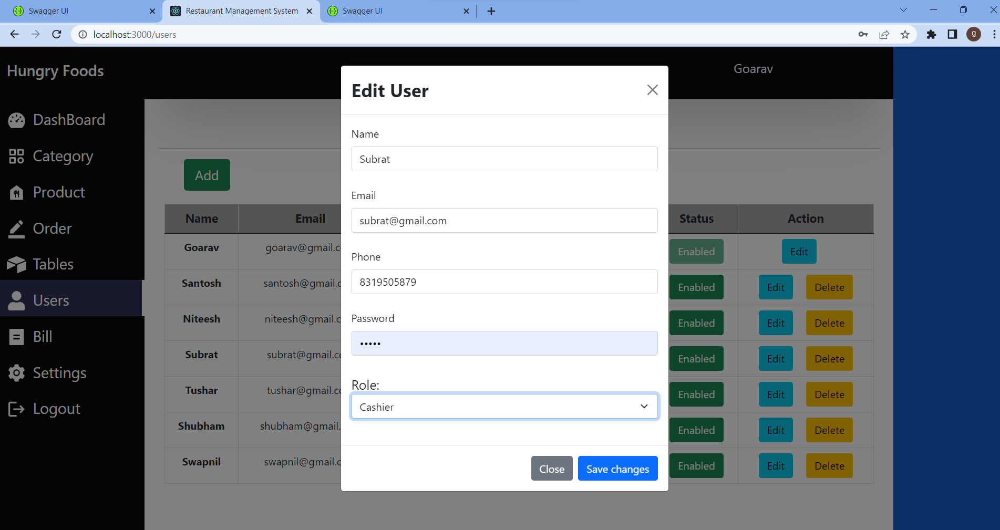 Swagger UI
Restaurant Management System
Swagger UI
localhost:3000/users
g
Hungry Foods
Goarav
DashBoard
Category
Product
Order
Tables
Users
Bill
Settings
Logout
Add
Name Email Status Action
Goarav goarav@gmail.c Enabled Edit
Santosh santosh@gmail.c Enabled Edit Delete
Niteesh niteesh@gmail.c Enabled Edit Delete
Subrat subrat@gmail.co Enabled Edit Delete
Tushar tushar@gmail.co Enabled Edit Delete
Shubham shubham@gmail. Enabled Edit Delete
Swapnil swapnil@gmail.c Enabled Edit Delete
Edit User
Name
Subrat
Email
subrat@gmail.com
Phone
8319505879
Password
•••••
Role:
Cashier
Close Save changes